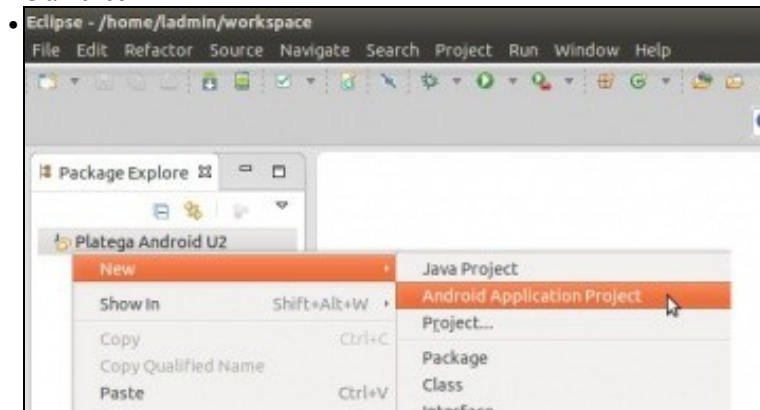 Eclipse - /home/ladmin/workspace
File Edit Refactor Source Navigate Search Project Run Window Help
Package Explore
Platega Android U2
New
Java Project
Show In Shift+Alt+W
Android Application Project
Project...
Copy Ctrl+C
Copy Qualified Name
Package
Paste Ctrl+V
Class